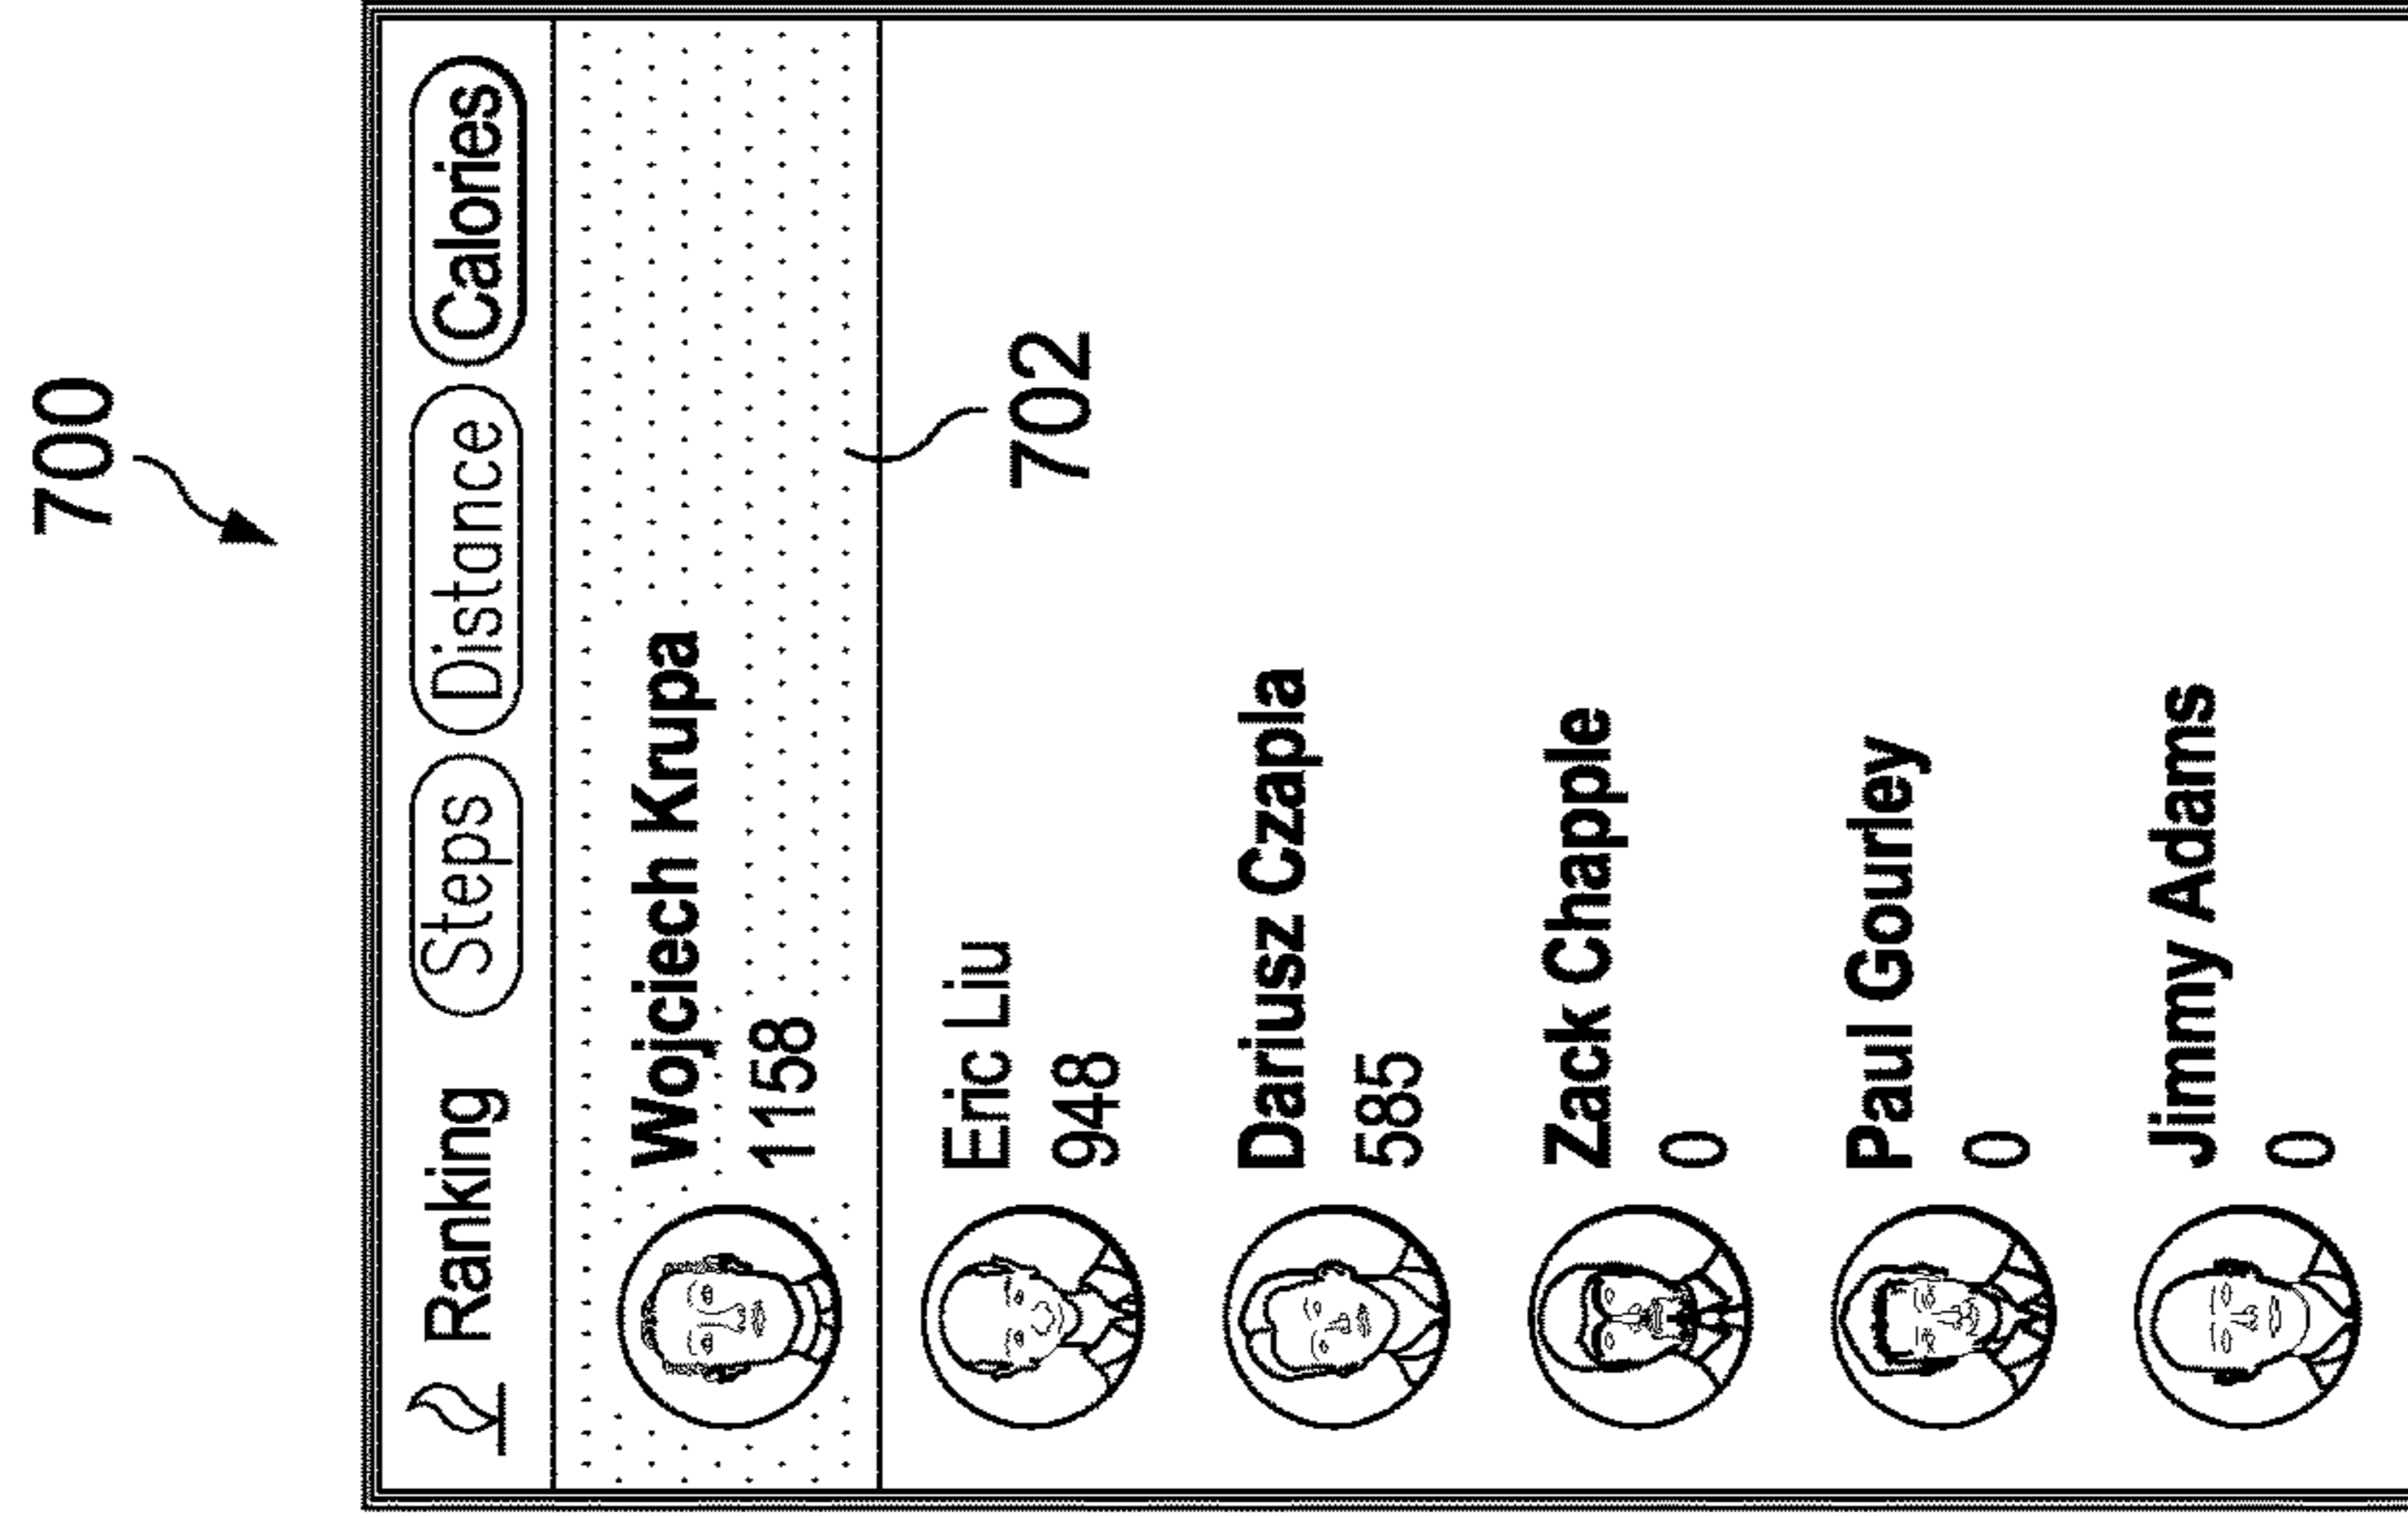 700
Ranking Steps Distance Calories
Wojciech Krupa
1158
702
Eric Liu
948
Dariusz Czapla
585
Zack Chapple
0
Paul Gourley
0
Jimmy Adams
0